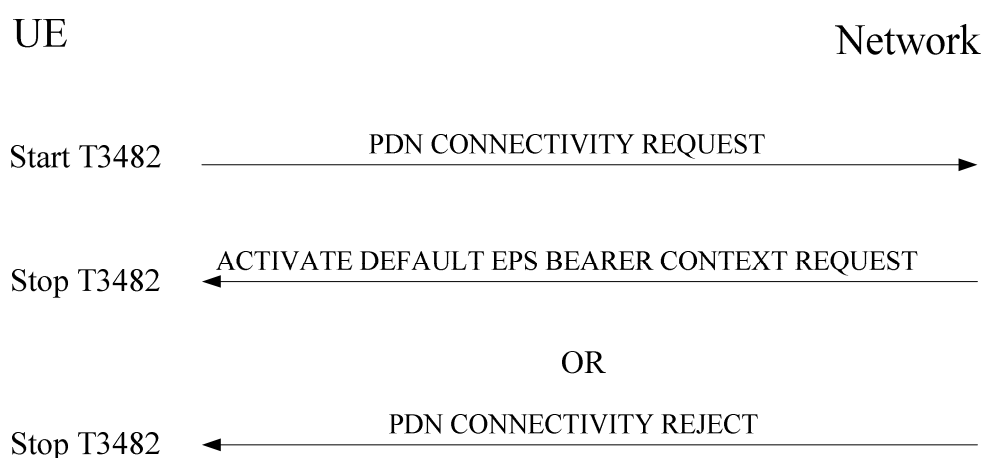 UE
Network
Start T3482
PDN CONNECTIVITY REQUEST
Stop T3482
ACTIVATE DEFAULT EPS BEARER CONTEXT REQUEST
OR
Stop T3482
PDN CONNECTIVITY REJECT